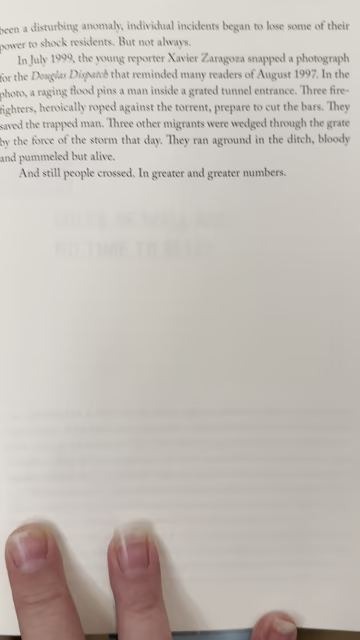 been a disturbing anomaly, individual incidents began to lose some of their
power to shock residents. But not always.
In July 1999, the young reporter Xavier Zaragoza snapped a photograph
for the Douglas Dispatch that reminded many readers of August 1997. In the
photo, a raging flood pins a man inside a grated tunnel entrance. Three fire-
fighters, heroically roped against the torrent, prepare to cut the bars. They
saved the trapped man. Three other migrants were wedged through the grate
by the force of the storm that day. They ran aground in the ditch, bloody
and pummeled but alive.
And still people crossed. In greater and greater numbers.